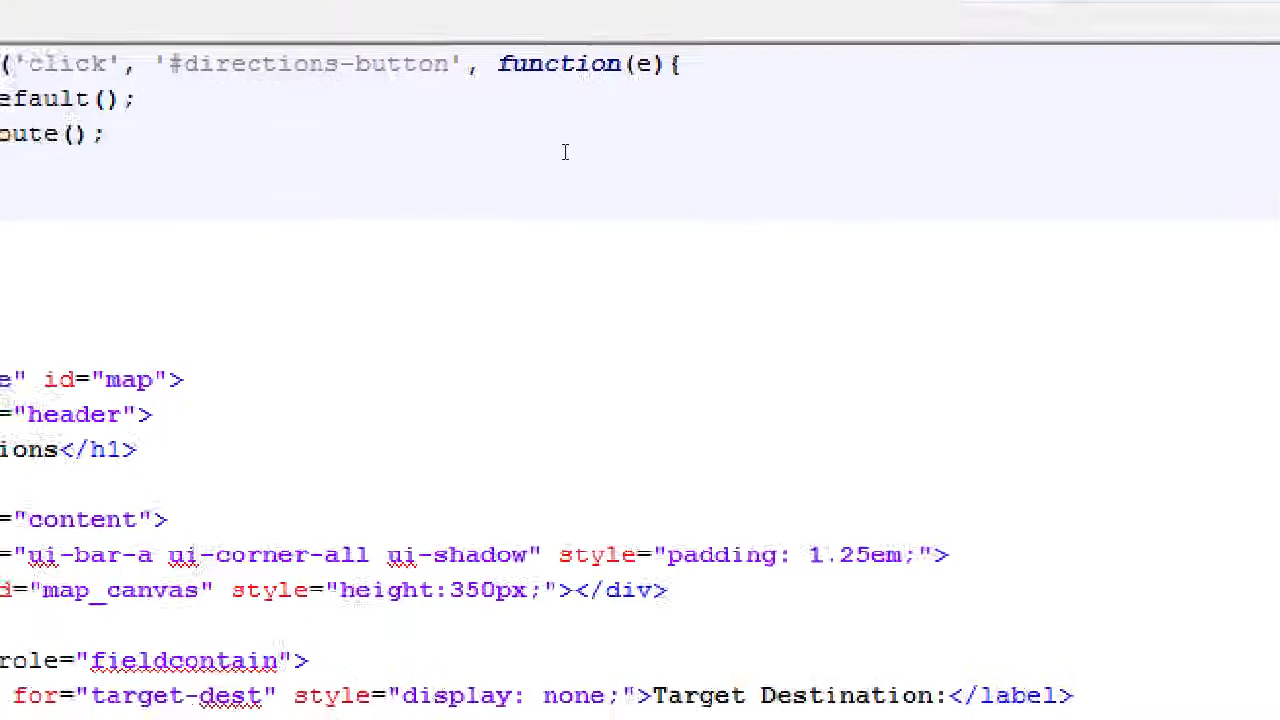 ('click', '#directions-button', function(e){
efault();
oute();
e" id="map">
="header">
ions</h1>
="content">
="ui-bar-a ui-corner-all ui-shadow" style="padding: 1.25em;">
d="map_canvas" style="height:350px;"></div>
role="fieldcontain">
for="target-dest" style="display: none;">Target Destination:</label>